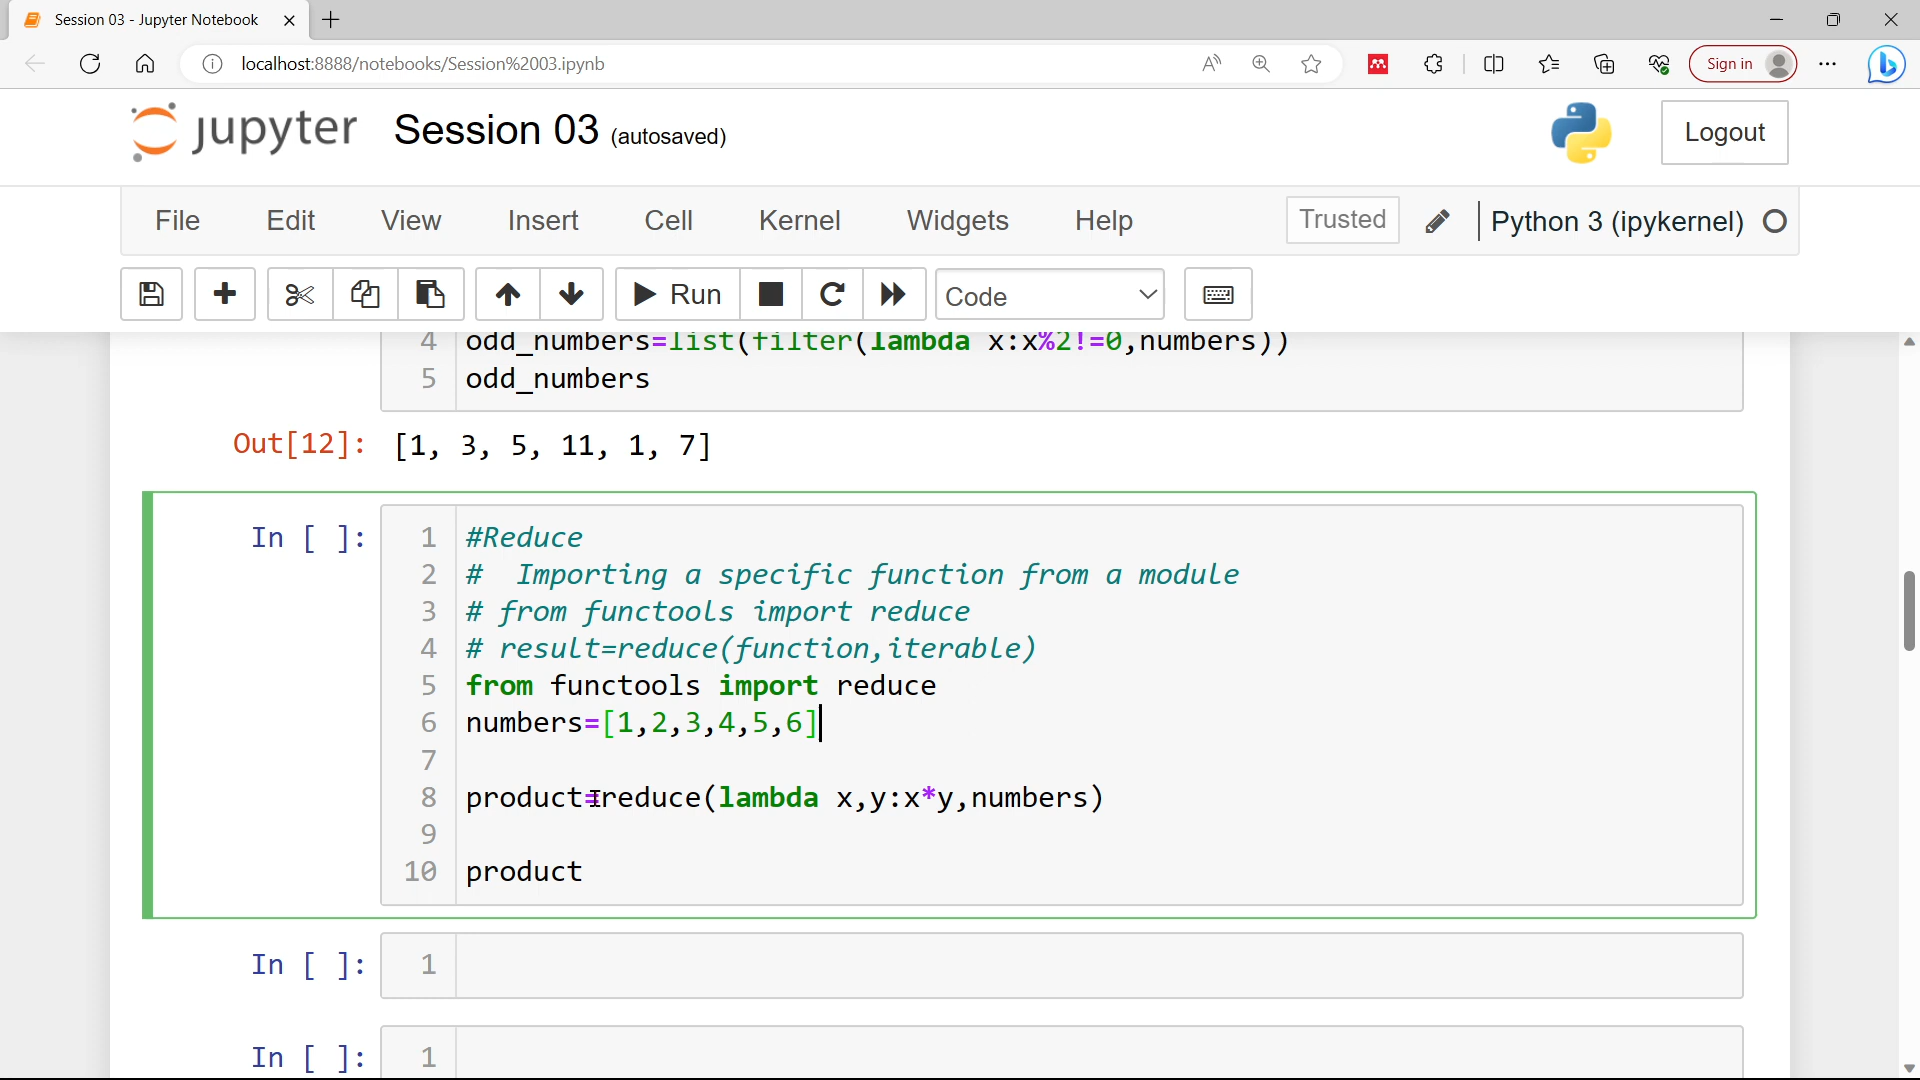 Session 03 - Jupyter Notebook
localhost:8888/notebooks/Session%2003.ipynb
Sign in
jupyter Session 03 (autosaved)
Logout
File Edit View Insert Cell Kernel Widgets Help Trusted Python 3 (ipykernel)
Run Code
4 odd_numbers=list(filter(lambda x:x%2!=0,numbers))
5 odd_numbers
Out[12]: [1, 3, 5, 11, 1, 7]
In [ ]: 1 #Reduce
2 # Importing a specific function from a module
3 # from functools import reduce
4 # result=reduce(function,iterable)
5 from functools import reduce
6 numbers=[1,2,3,4,5,6]
7
8 product=reduce(lambda x,y:x*y,numbers)
9
10 product
In [ ]: 1
In [ ]: 1